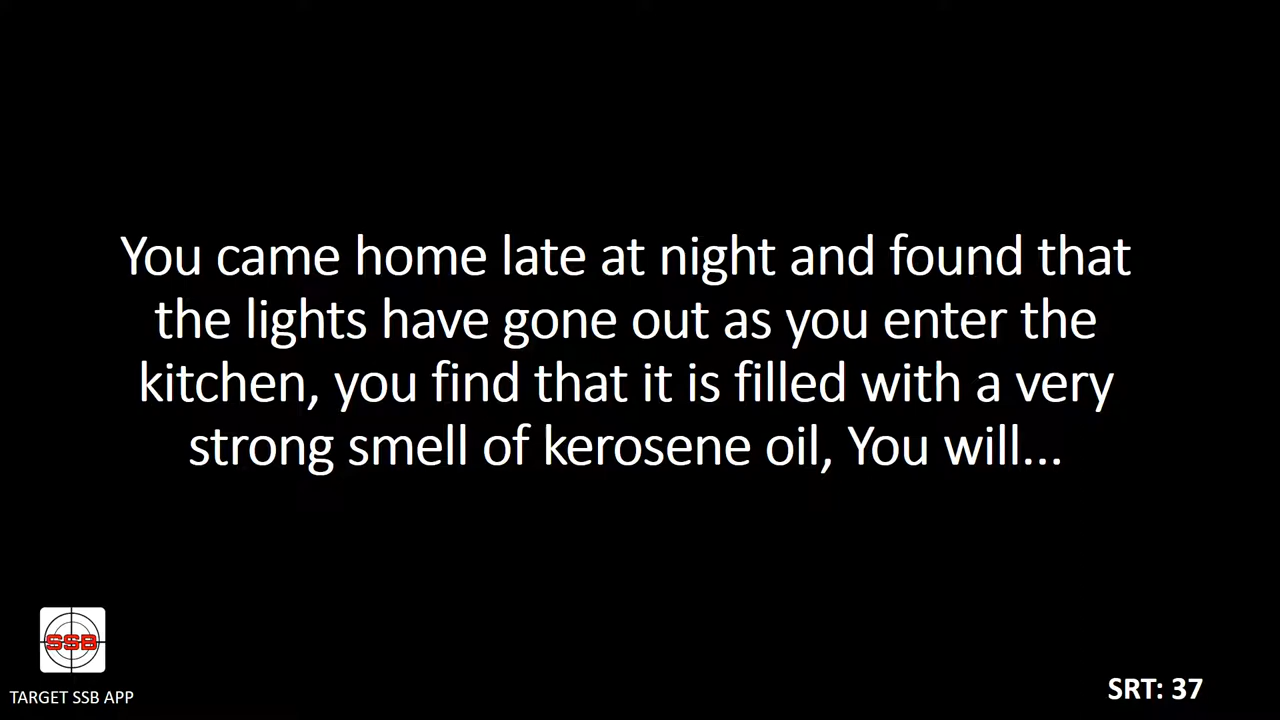 You came home late at night and found that
the lights have gone out as you enter the
kitchen, you find that it is filled with a very
strong smell of kerosene oil, You will...
SSB
TARGET SSB APP
SRT: 37